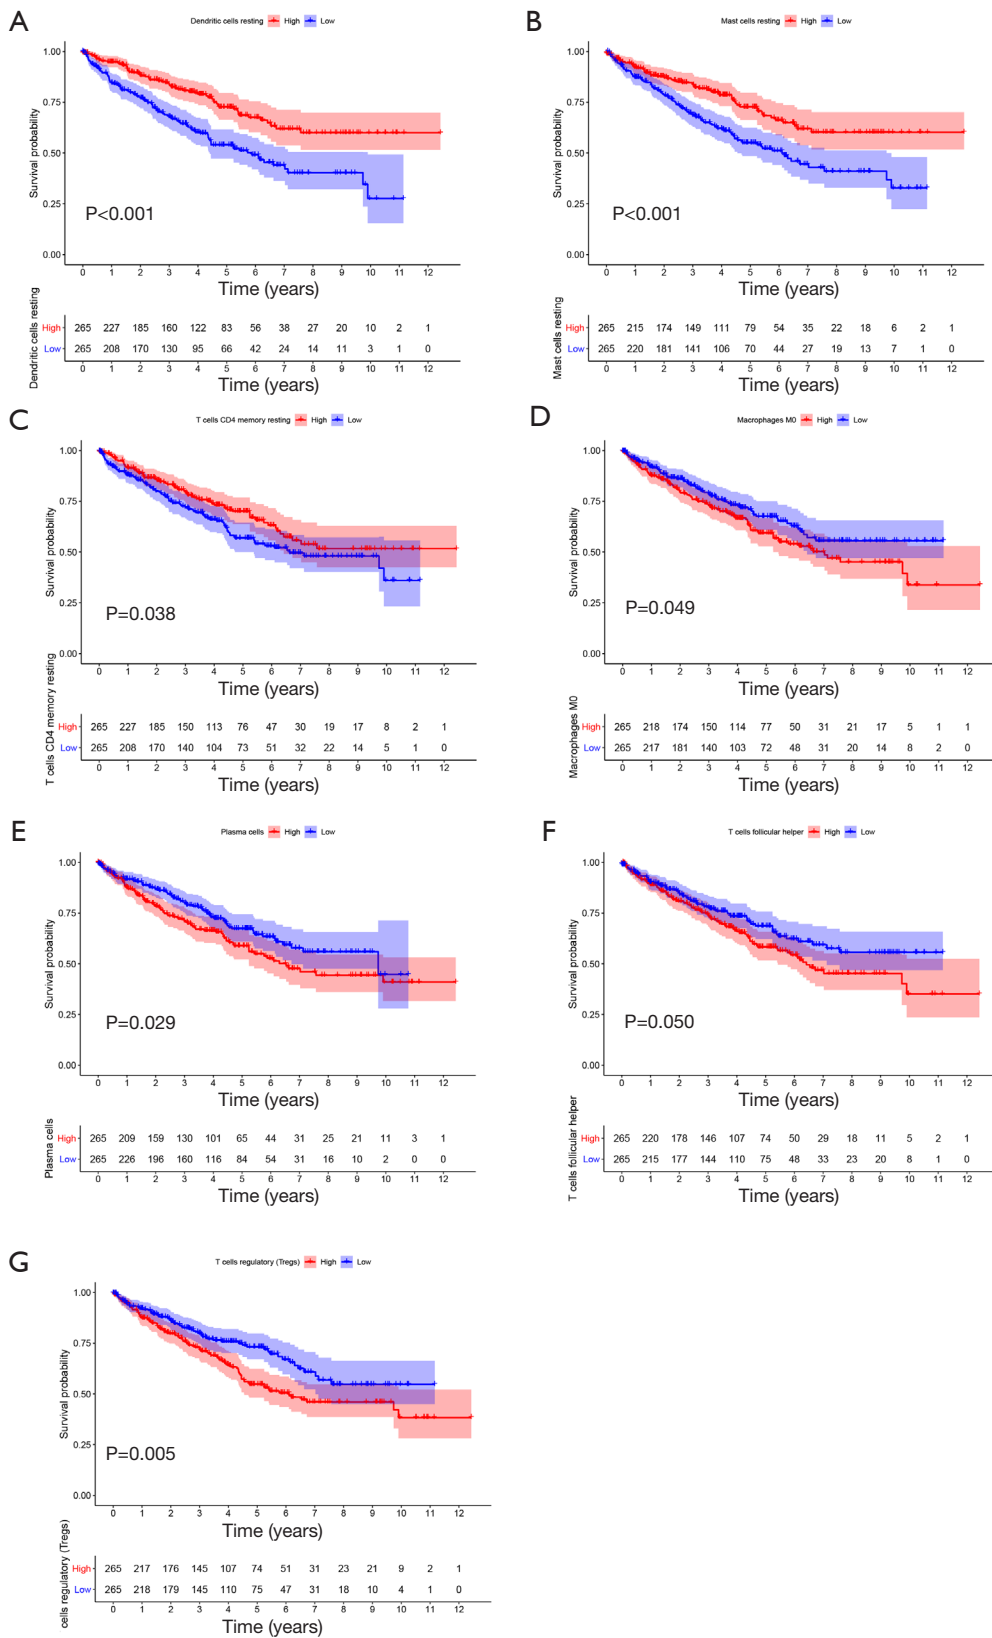 A
Dendritic cells resting High Low
1.00
0.75
0.50
0.25
0.00
Survival probability
P<0.001
0 1 2 3 4 5 6 7 8 9 10 11 12
Time (years)
Dendritic cells resting
High 265 227 185 160 122 83 56 38 27 20 10 2 1
Low 265 208 170 130 95 66 42 24 14 11 3 1 0
0 1 2 3 4 5 6 7 8 9 10 11 12
Time (years)
B
Mast cells resting High Low
1.00
0.75
0.50
0.25
0.00
Survival probability
P<0.001
0 1 2 3 4 5 6 7 8 9 10 11 12
Time (years)
Mast cells resting
High 265 215 174 149 111 79 54 35 22 18 6 2 1
Low 265 220 181 141 106 70 44 27 19 13 7 1 0
0 1 2 3 4 5 6 7 8 9 10 11 12
Time (years)
C
T cells CD4 memory resting High Low
1.00
0.75
0.50
0.25
0.00
Survival probability
P=0.038
0 1 2 3 4 5 6 7 8 9 10 11 12
Time (years)
T cells CD4 memory resting
High 265 227 185 150 113 76 47 30 19 17 8 2 1
Low 265 208 170 140 104 73 51 32 22 14 5 1 0
0 1 2 3 4 5 6 7 8 9 10 11 12
Time (years)
D
Macrophages M0 High Low
1.00
0.75
0.50
0.25
0.00
Survival probability
P=0.049
0 1 2 3 4 5 6 7 8 9 10 11 12
Time (years)
Macrophages M0
High 265 218 174 150 114 77 50 31 21 17 5 1 1
Low 265 217 181 140 103 72 48 31 20 14 8 2 0
0 1 2 3 4 5 6 7 8 9 10 11 12
Time (years)
E
Plasma cells High Low
1.00
0.75
0.50
0.25
0.00
Survival probability
P=0.029
0 1 2 3 4 5 6 7 8 9 10 11 12
Time (years)
Plasma cells
High 265 209 159 130 101 65 44 31 25 21 11 3 1
Low 265 226 196 160 116 84 54 31 16 10 2 0 0
0 1 2 3 4 5 6 7 8 9 10 11 12
Time (years)
F
T cells follicular helper High Low
1.00
0.75
0.50
0.25
0.00
Survival probability
P=0.050
0 1 2 3 4 5 6 7 8 9 10 11 12
Time (years)
T cells follicular helper
High 265 220 178 146 107 74 50 29 18 11 5 2 1
Low 265 215 177 144 110 75 48 33 23 20 8 1 0
0 1 2 3 4 5 6 7 8 9 10 11 12
Time (years)
G
T cells regulatory (Tregs) High Low
1.00
0.75
0.50
0.25
0.00
Survival probability
P=0.005
0 1 2 3 4 5 6 7 8 9 10 11 12
Time (years)
cells regulatory (Tregs)
High 265 217 176 145 107 74 51 31 23 21 9 2 1
Low 265 218 179 145 110 75 47 31 18 10 4 1 0
0 1 2 3 4 5 6 7 8 9 10 11 12
Time (years)